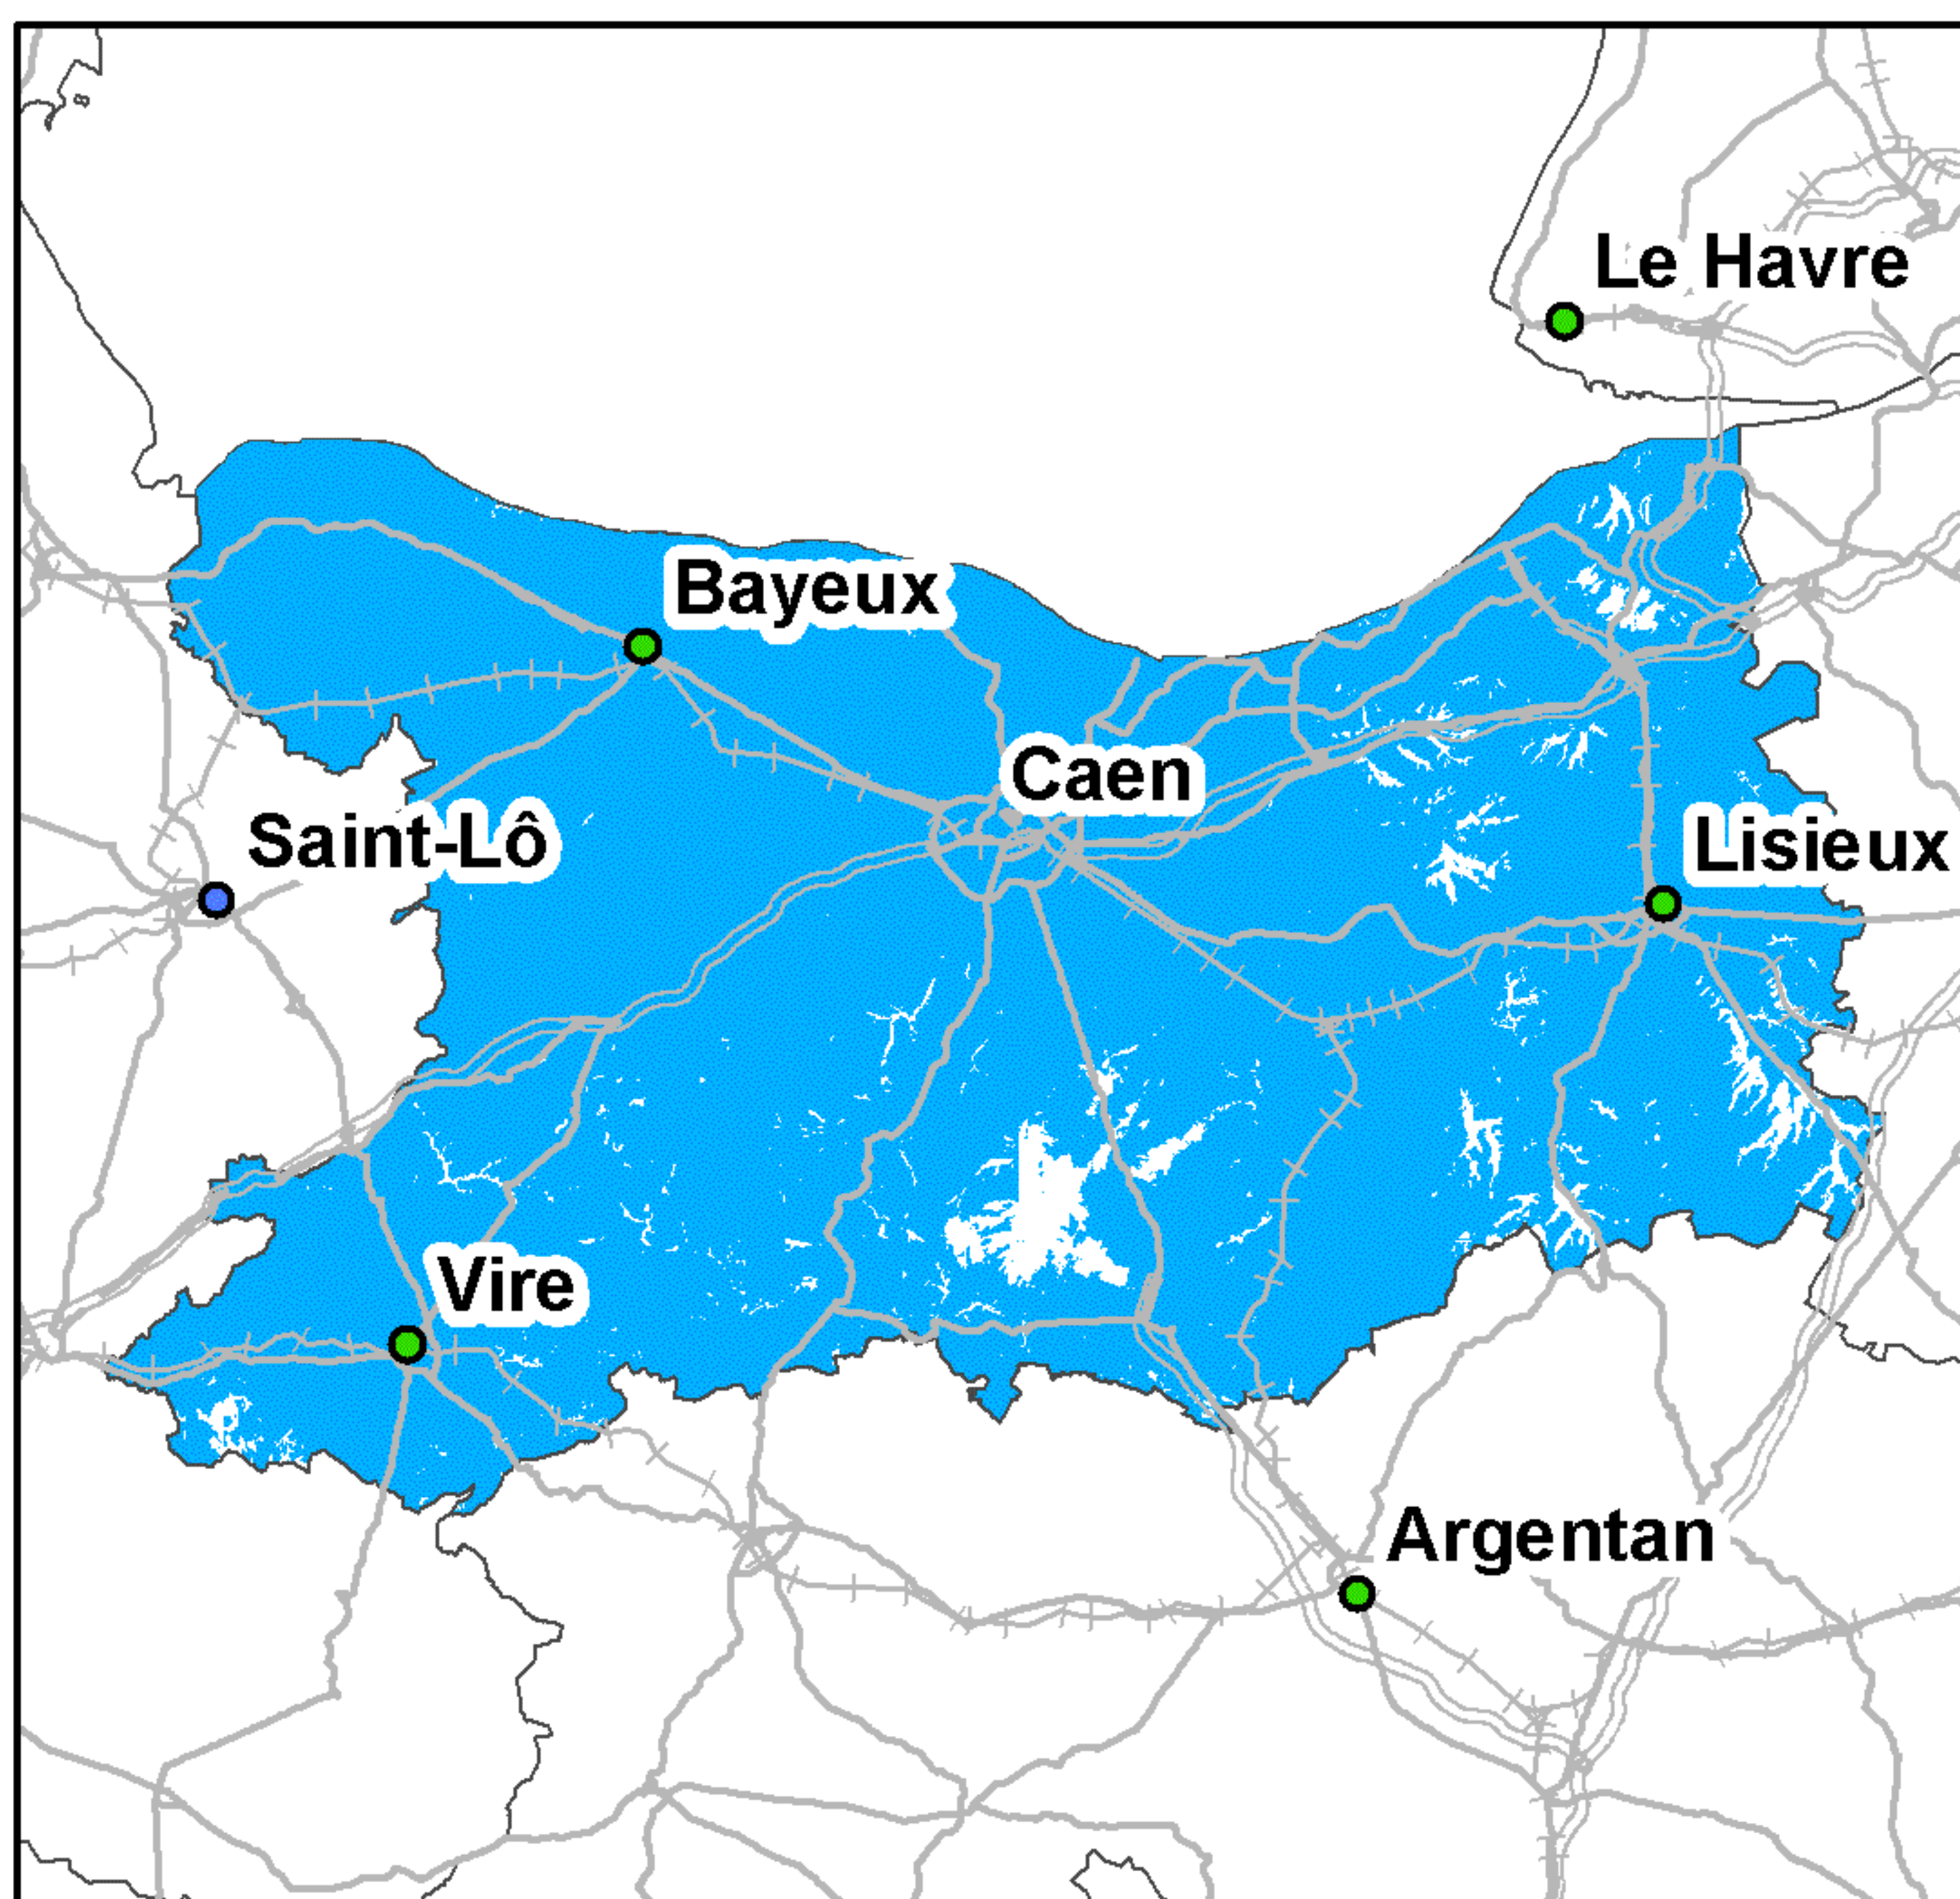 Le Havre
Bayeux
Caen
Saint-Lô
Lisieux
Vire
Argentan